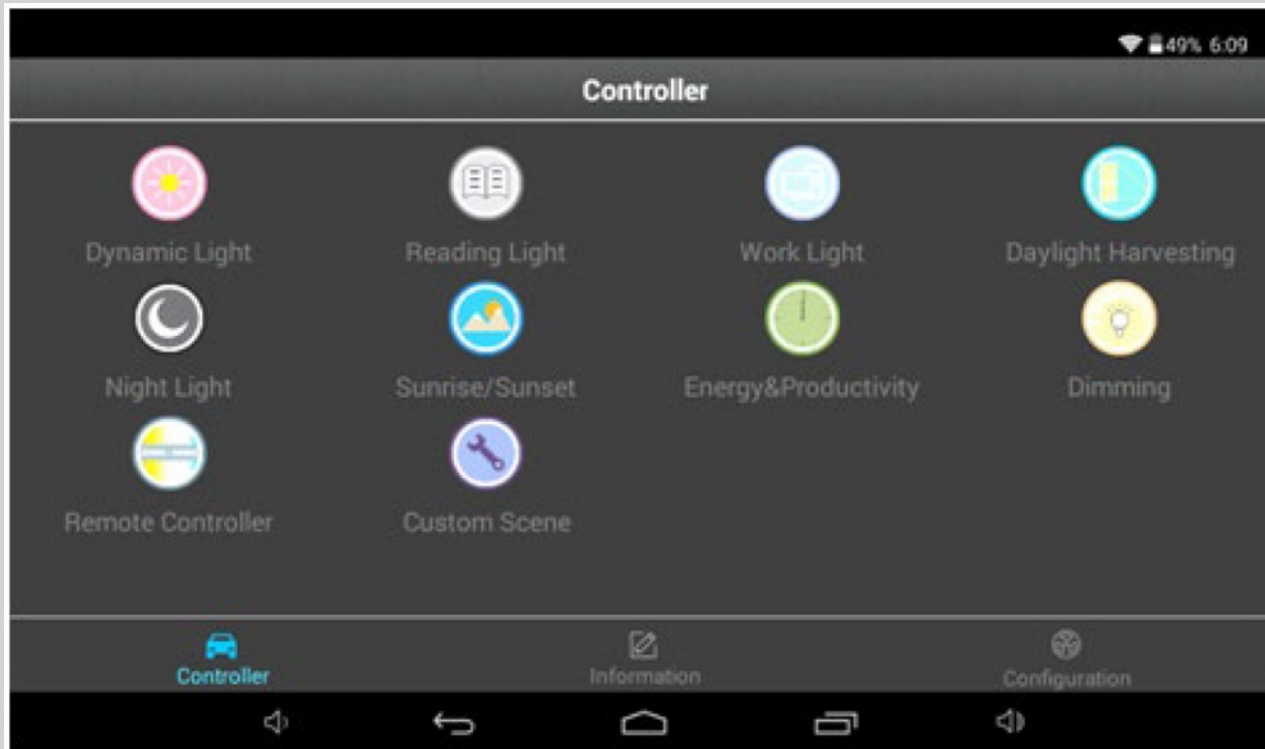 49% 6:09
Controller
Dynamic Light Reading Light Work Light Daylight Harvesting
Night Light Sunrise/Sunset Energy&Productivity Dimming
Remote Controller Custom Scene
Controller Information Configuration